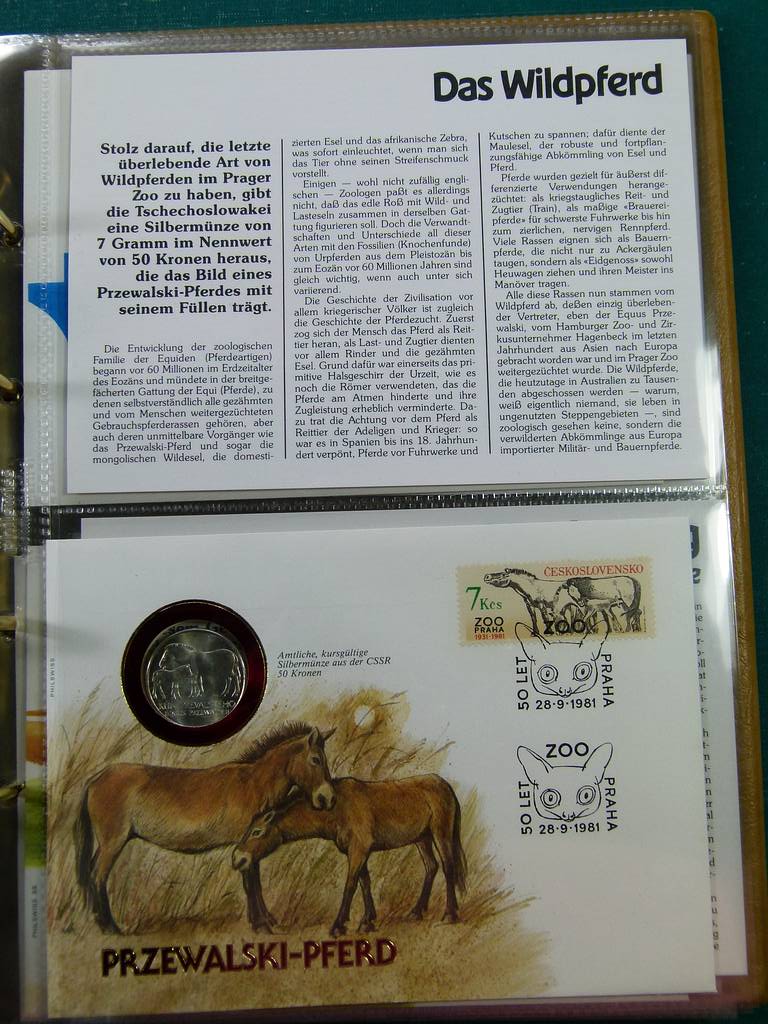 Das Wildpferd
Stolz darauf, die letzte
überlebende Art von
Wildpferden im Prager
Zoo zu haben, gibt
die Tschechoslowakei
eine Silbermünze von
7 Gramm im Nennwert
von 50 Kronen heraus,
die das Bild eines
Przewalski-Pferdes mit
seinem Füllen trägt.
Die Entwicklung der zoologischen
Familie der Equiden (Pferdeartigen)
begann vor 60 Millionen im Erdzeitalter
des Eozäns und mündete in der breitge-
fächerten Gattung der Equi (Pferde), zu
denen selbstverständlich alle gezähmten
und vom Menschen weitergezüchteten
Gebrauchspferderassen gehören, aber
auch deren unmittelbare Vorgänger wie
das Przewalski-Pferd und sogar die
mongolischen Wildesel, die domesti-
zierten Esel und das afrikanische Zebra,
was sofort einleuchtet, wenn man sich
das Tier ohne seinen Streifenschmuck
vorstellt.
Einigen — wohl nicht zufällig engli-
schen — Zoologen paßt es allerdings
nicht, daß das edle Roß mit Wild- und
Lasteseln zusammen in derselben Gat-
tung figurieren soll. Doch die Verwandt-
schaften und Unterschiede all dieser
Arten mit den Fossilien (Knochenfunde)
von Urpferden aus dem Pleistozän bis
zum Eozän vor 60 Millionen Jahren sind
gleich wichtig, wenn auch unter sich
variierend.
Die Geschichte der Zivilisation vor
allem kriegerischer Völker ist zugleich
die Geschichte der Pferdezucht. Zuerst
zog sich der Mensch das Pferd als Reit-
tier heran, als Last- und Zugtier dienten
vor allem Rinder und die gezähmten
Esel. Grund dafür war einerseits das
primitive Halsgeschirr der Urzeit, wie es
noch die Römer verwendeten, das die
Pferde am Atmen hinderte und ihre
Zugleistung erheblich verminderte. Da-
zu trat die Achtung vor dem Pferd als
Reittier der Adeligen und Krieger: so
war es in Spanien bis ins 18. Jahrhun-
dert verpönt, Pferde vor Fuhrwerke und
Kutschen zu spannen; dafür diente der
Maulesel, der robuste und fortpflan-
zungsfähige Abkömmling von Esel und
Pferd.
Pferde wurden gezielt für äußerst dif-
ferenzierte Verwendungen herange-
züchtet: als kriegstaugliches Reit- und
Zugtier (Train), als maßige «Brauerei-
pferde» für schwerste Fuhrwerke bis hin
zum zierlichen, nervigen Rennpferd.
Viele Rassen eignen sich als Bauern-
pferde, die nicht nur zu Ackergäulen
taugen, sondern als «Eidgenoss» sowohl
Heuwagen ziehen und ihren Meister ins
Manöver tragen.
Alle diese Rassen nun stammen vom
Wildpferd ab, deßen einzig überleben-
der Vertreter, eben der Equus Prze-
walski, vom Hamburger Zoo- und Zir-
kusunternehmer Hagenbeck im letzten
Jahrhundert aus Asien nach Europa
gebracht worden war und im Prager Zoo
weitergezüchtet wurde. Die Wildpferde,
die heutzutage in Australien zu Tausen-
den abgeschossen werden — warum,
weiß eigentlich niemand, sie leben in
ungenutzten Steppengebieten —, sind
zoologisch gesehen keine, sondern die
verwilderten Abkömmlinge aus Europa
importierter Militär- und Bauernpferde.
ČESKOSLOVENSKO
7 Kčs
ZOO
PRAHA
1931-1981
Amtliche, kursgültige
Silbermünze aus der CSSR
50 Kronen
PHILSWISS
ZOO
50 LET
PRAHA
28·9·1981
ZOO
50 LET
PRAHA
28·9·1981
PRZEWALSKI-PFERD